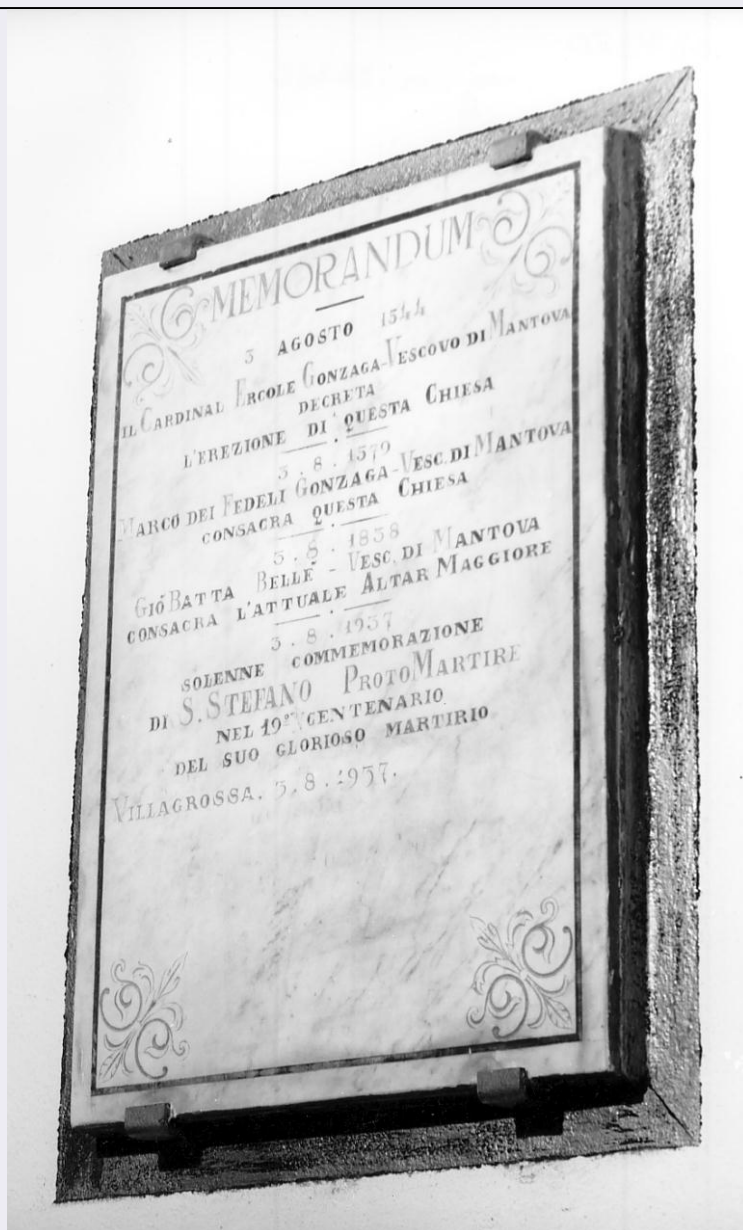 MEMORANDUM
3 AGOSTO 1544
IL CARDINAL ERCOLE GONZAGA-VESCOVO DI MANTOVA
DECRETA
L'EREZIONE DI QUESTA CHIESA
3.8.1579
MARCO DEI FEDELI GONZAGA-VESC. DI MANTOVA
CONSACRA QUESTA CHIESA
3.8.1838
GIO BATTA BELLÈ - VESC. DI MANTOVA
CONSACRA L'ATTUALE ALTAR MAGGIORE
3.8.1937
SOLENNE COMMEMORAZIONE
DI S. STEFANO PROTOMARTIRE
NEL 19° CENTENARIO
DEL SUO GLORIOSO MARTIRIO
VILLAGROSSA. 3.8.1937.